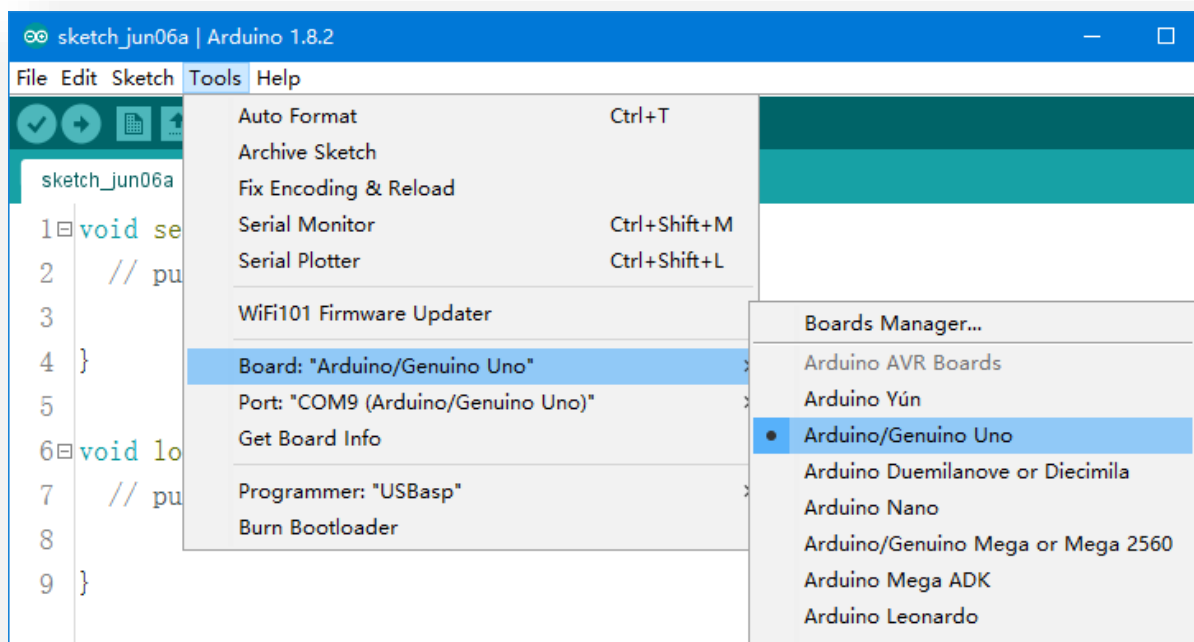 sketch_jun06a | Arduino 1.8.2
File Edit Sketch Tools Help
sketch_jun06a
1 void se
2 // pu
3
4 }
5
6 void lo
7 // pu
8
9 }
Auto Format Ctrl+T
Archive Sketch
Fix Encoding & Reload
Serial Monitor Ctrl+Shift+M
Serial Plotter Ctrl+Shift+L
WiFi101 Firmware Updater
Board: "Arduino/Genuino Uno"
Port: "COM9 (Arduino/Genuino Uno)"
Get Board Info
Programmer: "USBasp"
Burn Bootloader
Boards Manager...
Arduino AVR Boards
Arduino Yún
Arduino/Genuino Uno
Arduino Duemilanove or Diecimila
Arduino Nano
Arduino/Genuino Mega or Mega 2560
Arduino Mega ADK
Arduino Leonardo